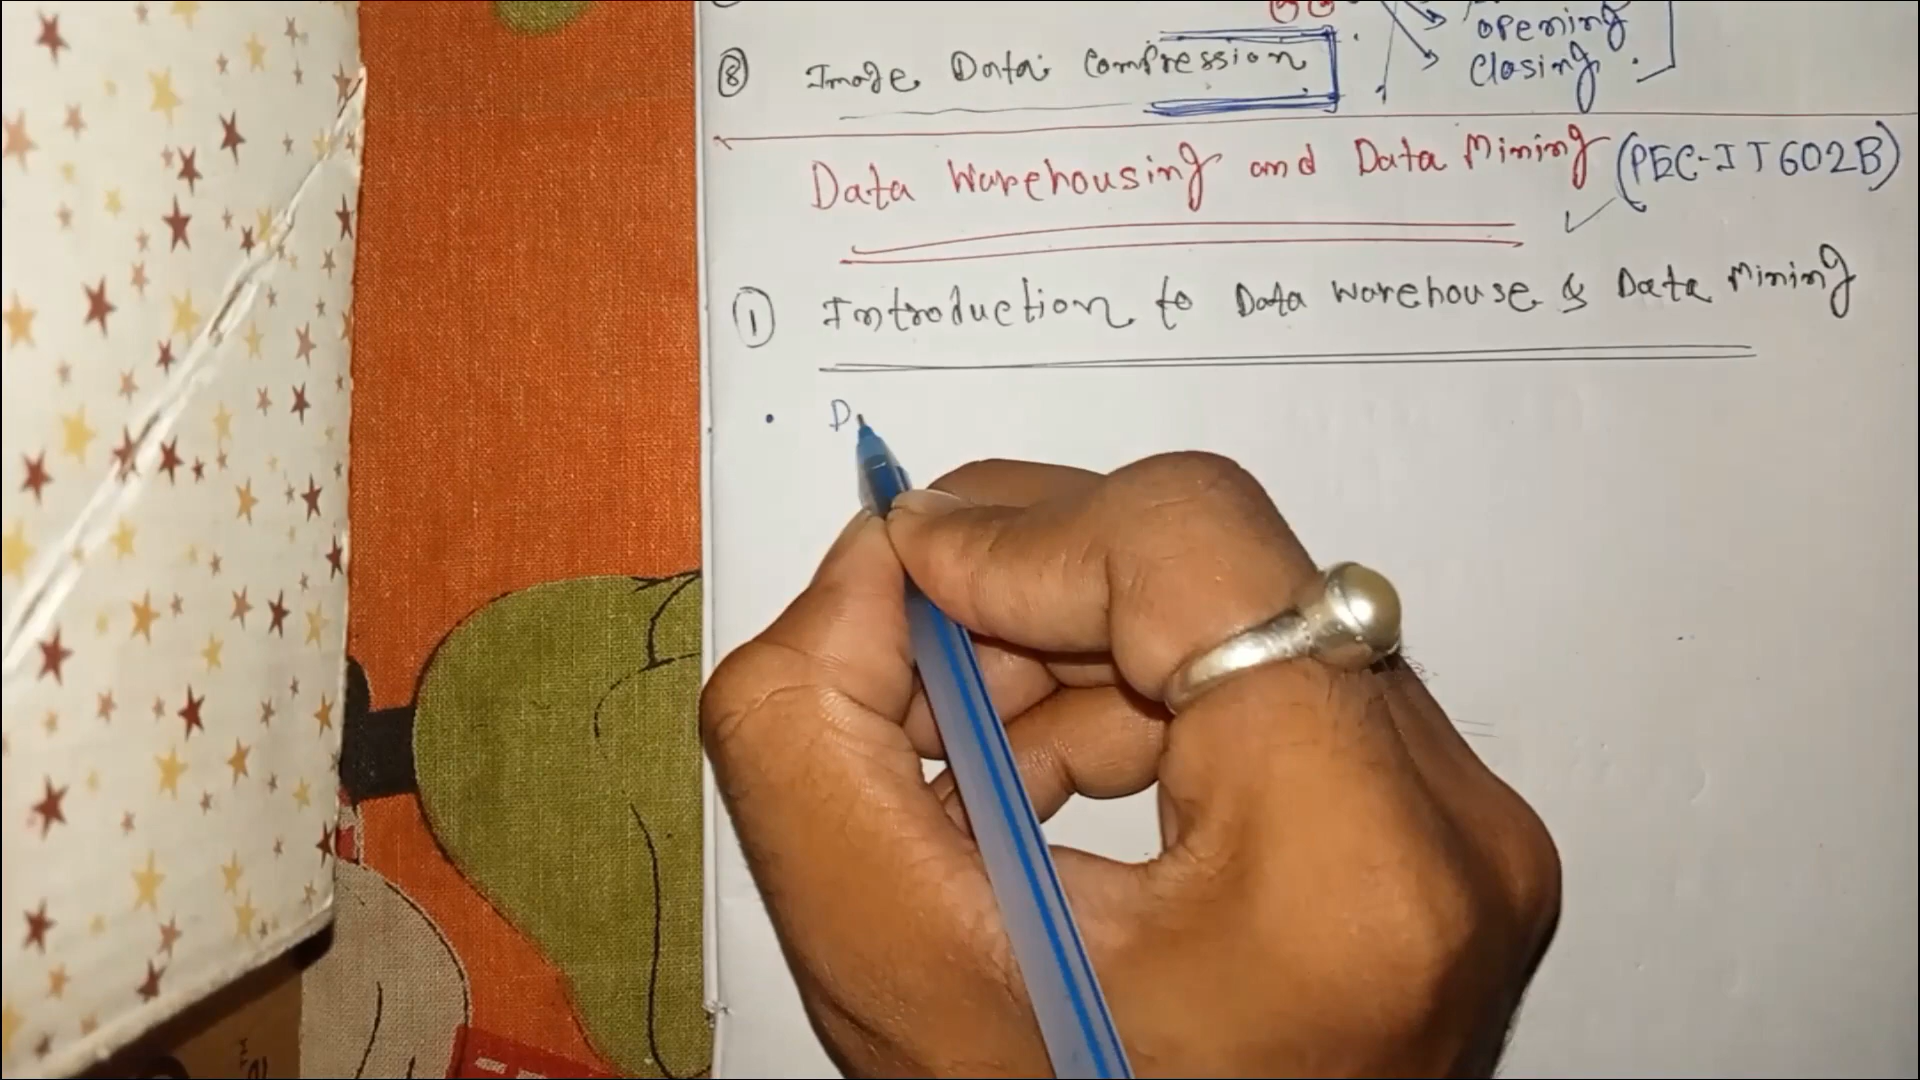 opening
⑧ Image Data Compression
closing.
Data Warehousing and Data Mining (PEC-IT602B)
① Introduction to Data Warehouse & Data Mining
• D